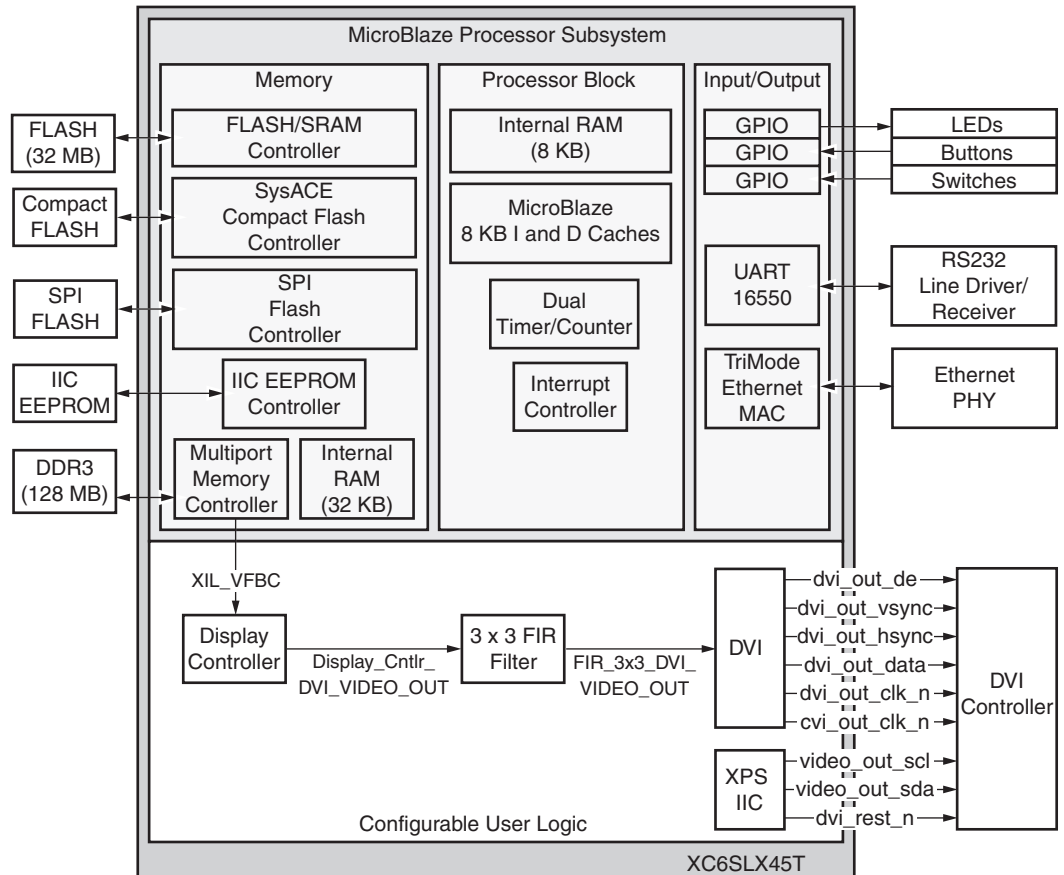 MicroBlaze Processor Subsystem
Memory
Processor Block
Input/Output
FLASH
(32 MB)
FLASH/SRAM
Controller
Compact
FLASH
SysACE
Compact Flash
Controller
SPI
FLASH
SPI
Flash
Controller
IIC
EEPROM
IIC EEPROM
Controller
DDR3
(128 MB)
Multiport
Memory
Controller
Internal
RAM
(32 KB)
Internal RAM
(8 KB)
MicroBlaze
8 KB I and D Caches
Dual
Timer/Counter
Interrupt
Controller
GPIO
GPIO
GPIO
LEDs
Buttons
Switches
UART
16550
RS232
Line Driver/
Receiver
TriMode
Ethernet
MAC
Ethernet
PHY
XIL_VFBC
Display
Controller
Display_Cntlr_
DVI_VIDEO_OUT
3 x 3 FIR
Filter
FIR_3x3_DVI_
VIDEO_OUT
DVI
dvi_out_de
dvi_out_vsync
dvi_out_hsync
dvi_out_data
dvi_out_clk_n
cvi_out_clk_n
XPS
IIC
video_out_scl
video_out_sda
dvi_rest_n
DVI
Controller
Configurable User Logic
XC6SLX45T